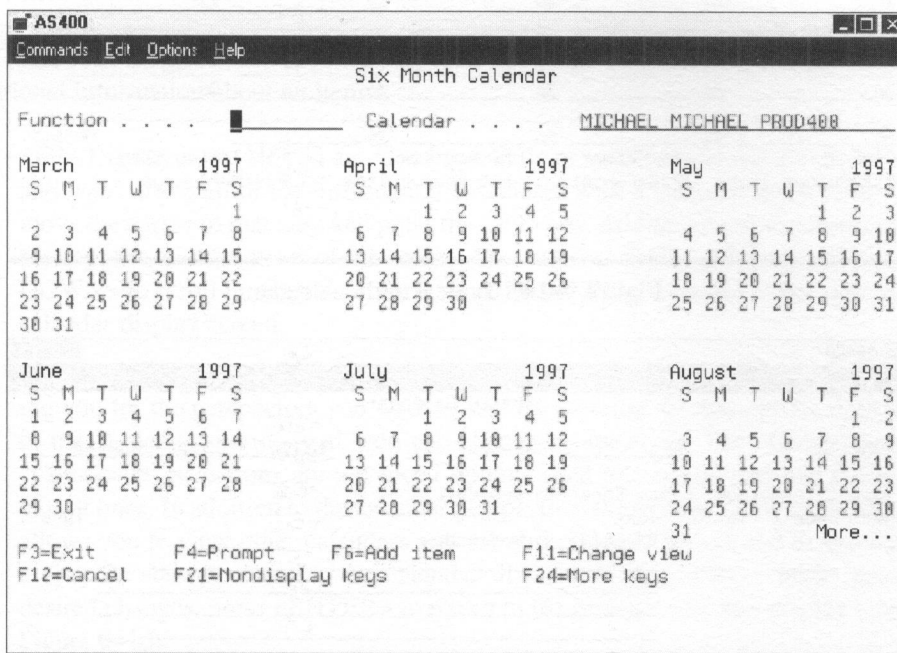 AS400
Commands Edit Options Help
Six Month Calendar
Function . . . . Calendar . . . . . MICHAEL MICHAEL PROD400
March 1997 April 1997 May 1997
S M T W T F S S M T W T F S S M T W T F S
1 1 2 3 4 5 1 2 3
2 3 4 5 6 7 8 6 7 8 9 10 11 12 4 5 6 7 8 9 10
9 10 11 12 13 14 15 13 14 15 16 17 18 19 11 12 13 14 15 16 17
16 17 18 19 20 21 22 20 21 22 23 24 25 26 18 19 20 21 22 23 24
23 24 25 26 27 28 29 27 28 29 30 25 26 27 28 29 30 31
30 31
June 1997 July 1997 August 1997
S M T W T F S S M T W T F S S M T W T F S
1 2 3 4 5 6 7 1 2 3 4 5 1 2
8 9 10 11 12 13 14 6 7 8 9 10 11 12 3 4 5 6 7 8 9
15 16 17 18 19 20 21 13 14 15 16 17 18 19 10 11 12 13 14 15 16
22 23 24 25 26 27 28 20 21 22 23 24 25 26 17 18 19 20 21 22 23
29 30 27 28 29 30 31 24 25 26 27 28 29 30
31 More...
F3=Exit F4=Prompt F6=Add item F11=Change view
F12=Cancel F21=Nondisplay keys F24=More keys